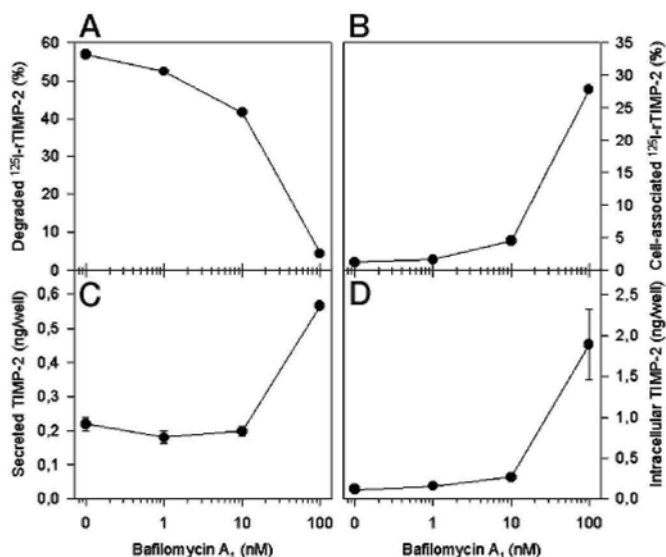 A
B
60
50
40
30
20
10
0
Degraded ¹²⁵I-rTIMP-2 (%)
35
30
25
20
15
10
5
0
Cell-associated ¹²⁵I-rTIMP-2 (%)
C
D
0,6
0,5
0,4
0,3
0,2
0,1
0,0
Secreted TIMP-2 (ng/well)
2,5
2,0
1,5
1,0
0,5
0,0
Intracellular TIMP-2 (ng/well)
0 1 10 100
0 1 10 100
Bafilomycin A₁ (nM)
Bafilomycin A₁ (nM)